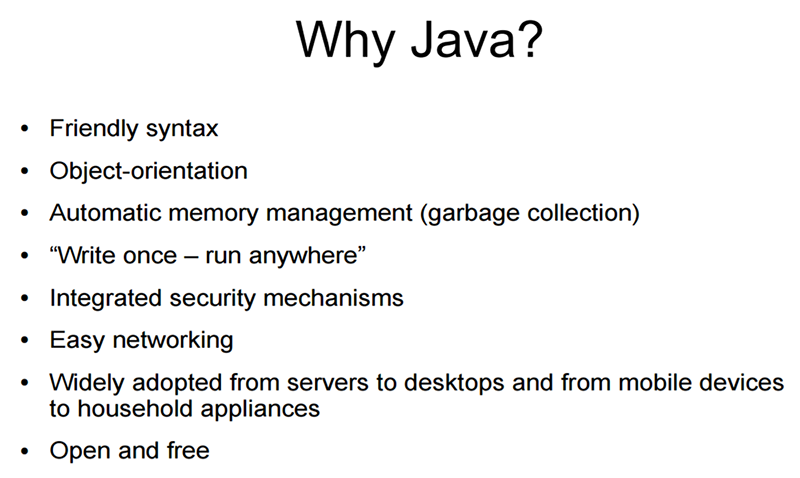 Why Java?
• Friendly syntax
• Object-orientation
• Automatic memory management (garbage collection)
• “Write once – run anywhere”
• Integrated security mechanisms
• Easy networking
• Widely adopted from servers to desktops and from mobile devices
to household appliances
• Open and free